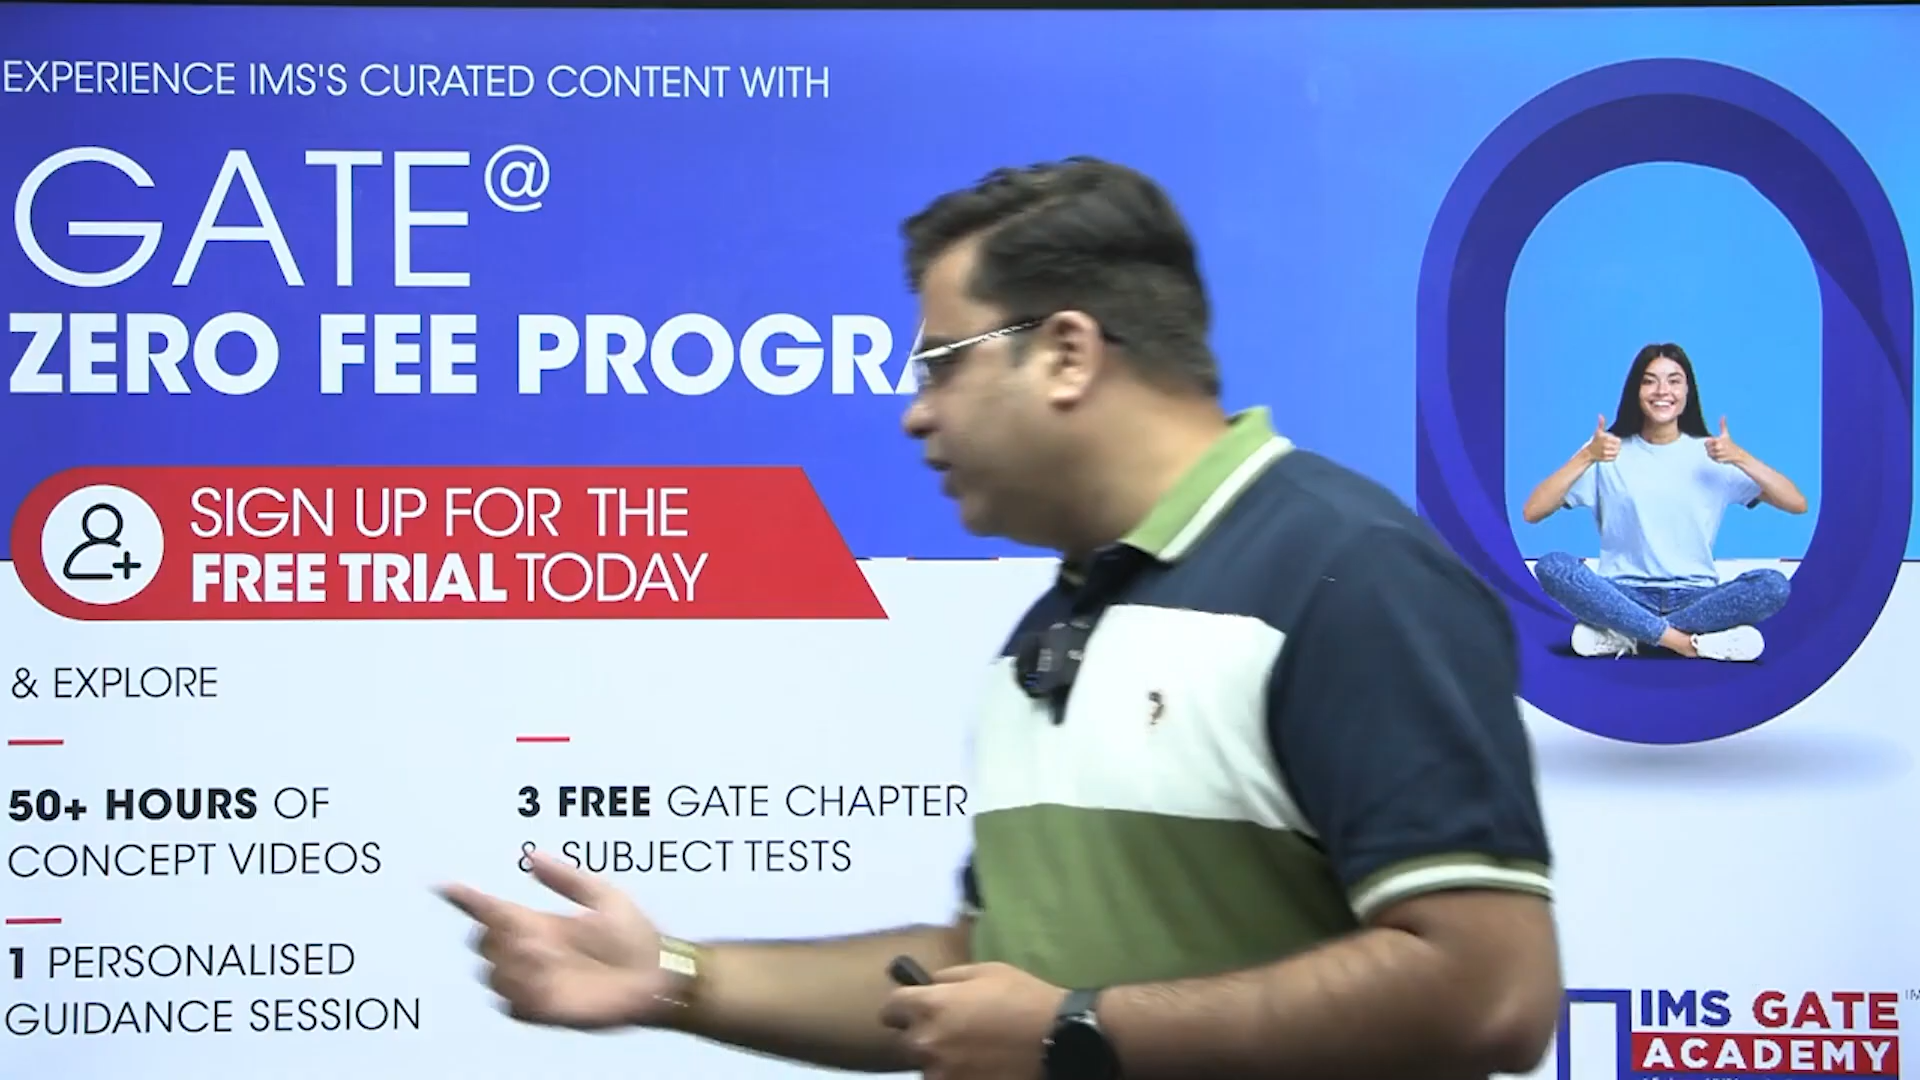 EXPERIENCE IMS'S CURATED CONTENT WITH
GATE@
ZERO FEE
SIGN UP FOR THE
FREE TRIAL TODAY
& EXPLORE
50+ HOURS OF
CONCEPT VIDEOS
3 FREE GATE CHAPTER
& SUBJECT TESTS
1 PERSONALISED
GUIDANCE SESSION
IMS GATE
ACADEMY